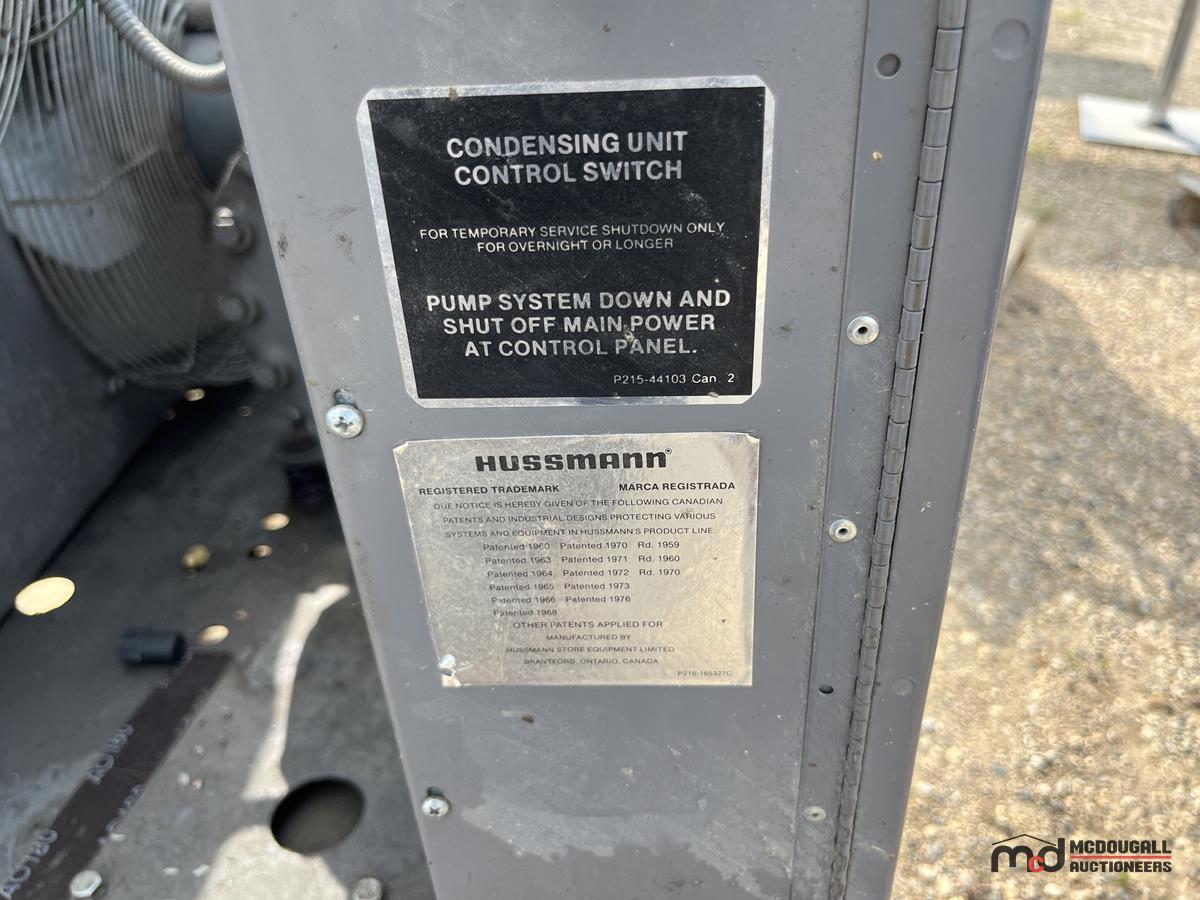 CONDENSING UNIT
CONTROL SWITCH
FOR TEMPORARY SERVICE SHUTDOWN ONLY
FOR OVERNIGHT OR LONGER
PUMP SYSTEM DOWN AND
SHUT OFF MAIN POWER
AT CONTROL PANEL.
P215-44103 Can. 2
HUSSMANN®
REGISTERED TRADEMARK MARCA REGISTRADA
DUE NOTICE IS HEREBY GIVEN OF THE FOLLOWING CANADIAN
PATENTS AND INDUSTRIAL DESIGNS PROTECTING VARIOUS
SYSTEMS AND EQUIPMENT IN HUSSMANN'S PRODUCT LINE.
Patented 1960 Patented 1970 Rd. 1959
Patented 1963 Patented 1971 Rd. 1960
Patented 1964 Patented 1972 Rd. 1970
Patented 1965 Patented 1973
Patented 1966 Patented 1976
Patented 1968
OTHER PATENTS APPLIED FOR
MANUFACTURED BY
HUSSMANN STORE EQUIPMENT LIMITED
BRANTFORD, ONTARIO, CANADA
P215-165327C
mcd MCDOUGALL
AUCTIONEERS